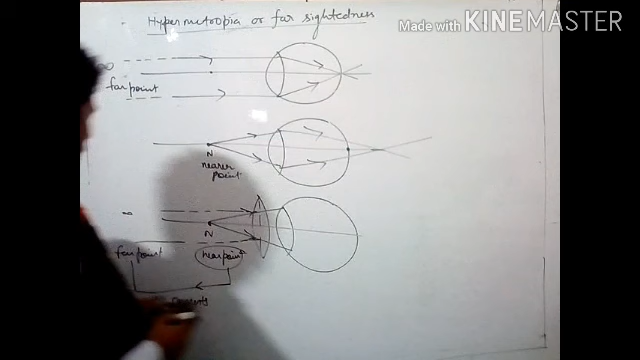 - Hypermetropia or far sightedness
Made with KINEMASTER
∞
far point
N
nearer
point
∞
N
far point
near point